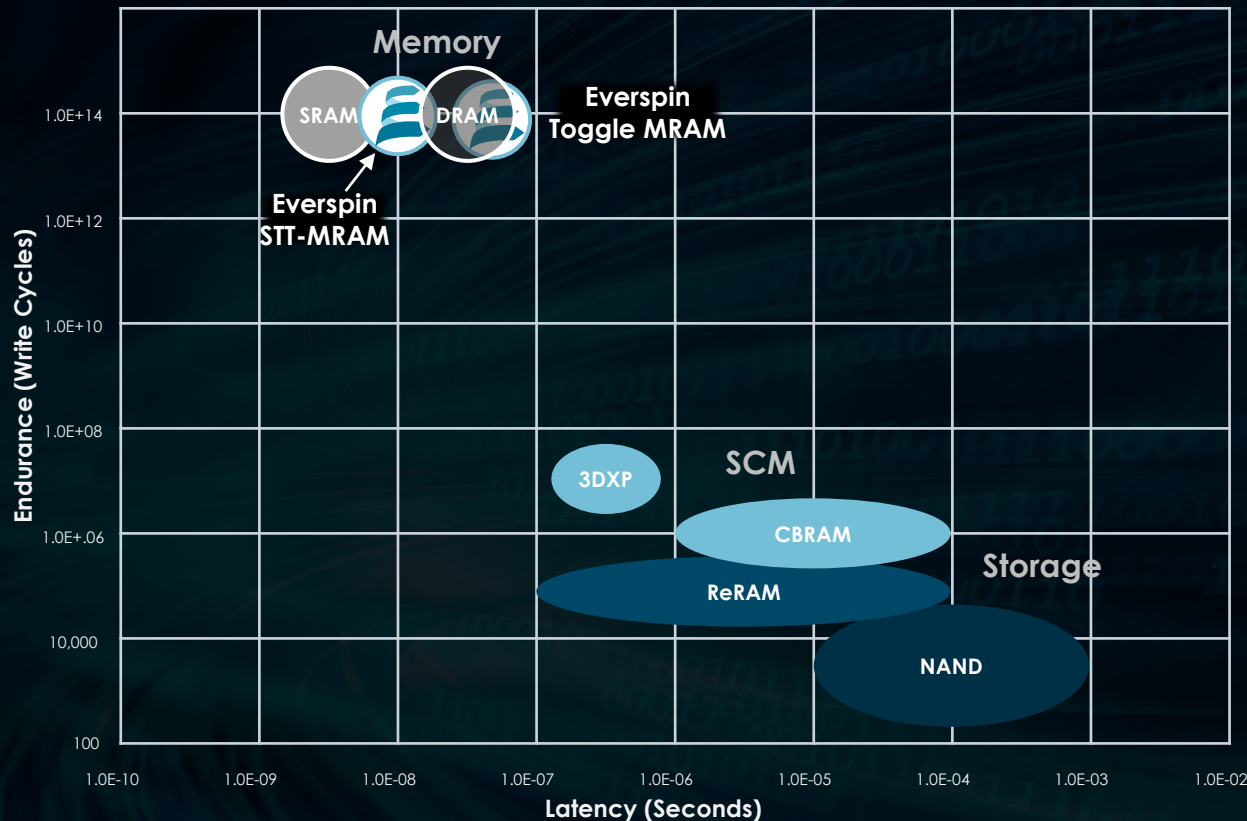 Memory
1.0E+14
SRAM
DRAM
Everspin
Toggle MRAM
Everspin
STT-MRAM
1.0E+12
1.0E+10
1.0E+08
3DXP
SCM
1.0E+.06
CBRAM
Storage
ReRAM
10,000
NAND
100
Endurance (Write Cycles)
1.0E-10
1.0E-09
1.0E-08
1.0E-07
1.0E-06
1.0E-05
1.0E-04
1.0E-03
1.0E-02
Latency (Seconds)